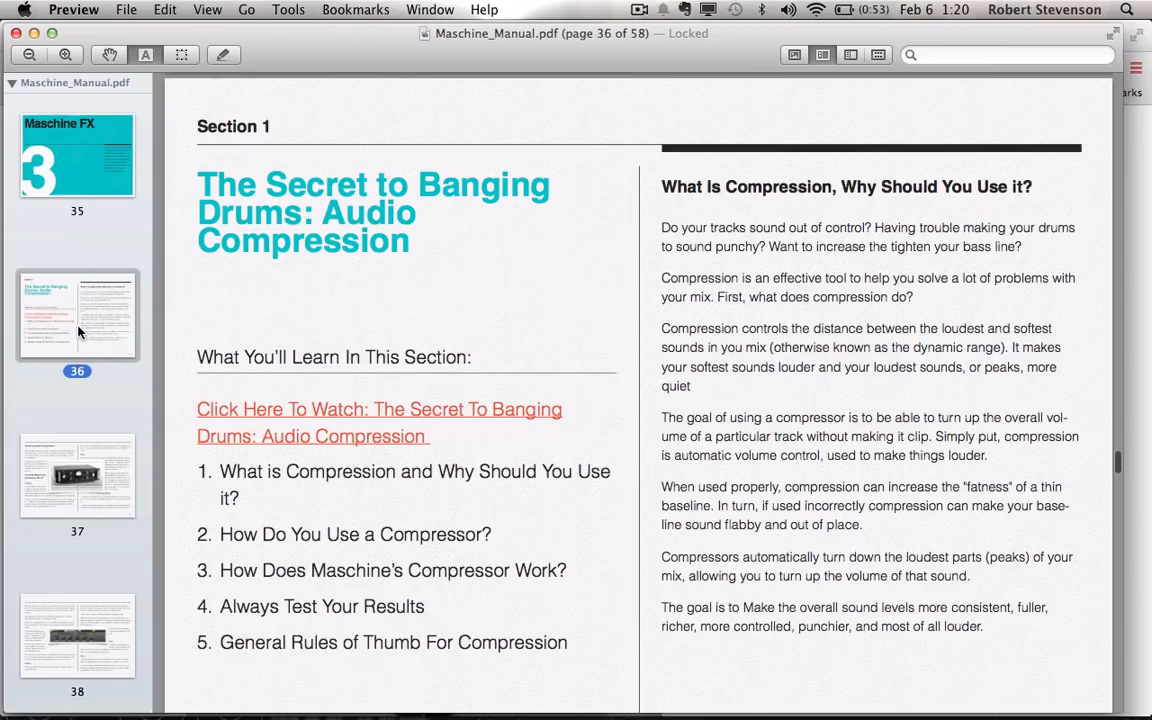 Preview File Edit View Go Tools Bookmarks Window Help (0:53) Feb 6 1:20 Robert Stevenson
Maschine_Manual.pdf (page 36 of 58) — Locked
A
arks
Maschine_Manual.pdf
Maschine FX
3
35
36
37
38
Section 1
The Secret to Banging
Drums: Audio
Compression
What You'll Learn In This Section:
Click Here To Watch: The Secret To Banging
Drums: Audio Compression
1. What is Compression and Why Should You Use
it?
2. How Do You Use a Compressor?
3. How Does Maschine's Compressor Work?
4. Always Test Your Results
5. General Rules of Thumb For Compression
What Is Compression, Why Should You Use it?
Do your tracks sound out of control? Having trouble making your drums
to sound punchy? Want to increase the tighten your bass line?
Compression is an effective tool to help you solve a lot of problems with
your mix. First, what does compression do?
Compression controls the distance between the loudest and softest
sounds in you mix (otherwise known as the dynamic range). It makes
your softest sounds louder and your loudest sounds, or peaks, more
quiet
The goal of using a compressor is to be able to turn up the overall vol-
ume of a particular track without making it clip. Simply put, compression
is automatic volume control, used to make things louder.
When used properly, compression can increase the "fatness" of a thin
baseline. In turn, if used incorrectly compression can make your base-
line sound flabby and out of place.
Compressors automatically turn down the loudest parts (peaks) of your
mix, allowing you to turn up the volume of that sound.
The goal is to Make the overall sound levels more consistent, fuller,
richer, more controlled, punchier, and most of all louder.